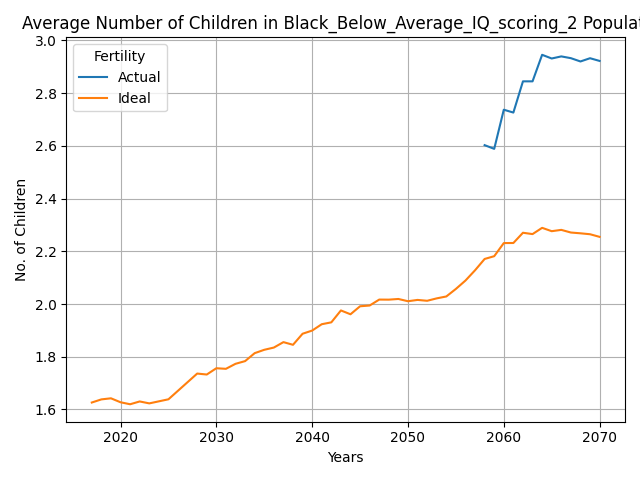 Average Number of Children in Black_Below_Average_IQ_scoring_2 Populat
3.0
2.8
2.6
2.4
2.2
2.0
1.8
1.6
No. of Children
Fertility
Actual
Ideal
2020 2030 2040 2050 2060 2070
Years